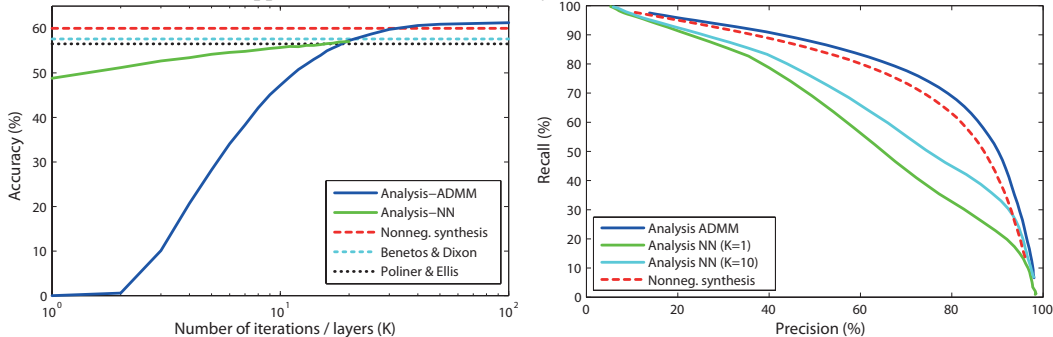 60
50
40
30
20
10
0
Accuracy (%)
10^0
10^1
10^2
Number of iterations / layers (K)
Analysis−ADMM
Analysis−NN
Nonneg. synthesis
Benetos & Dixon
Poliner & Ellis
100
90
80
70
60
50
40
30
20
10
0
Recall (%)
0
20
40
60
80
100
Precision (%)
Analysis ADMM
Analysis NN (K=1)
Analysis NN (K=10)
Nonneg. synthesis